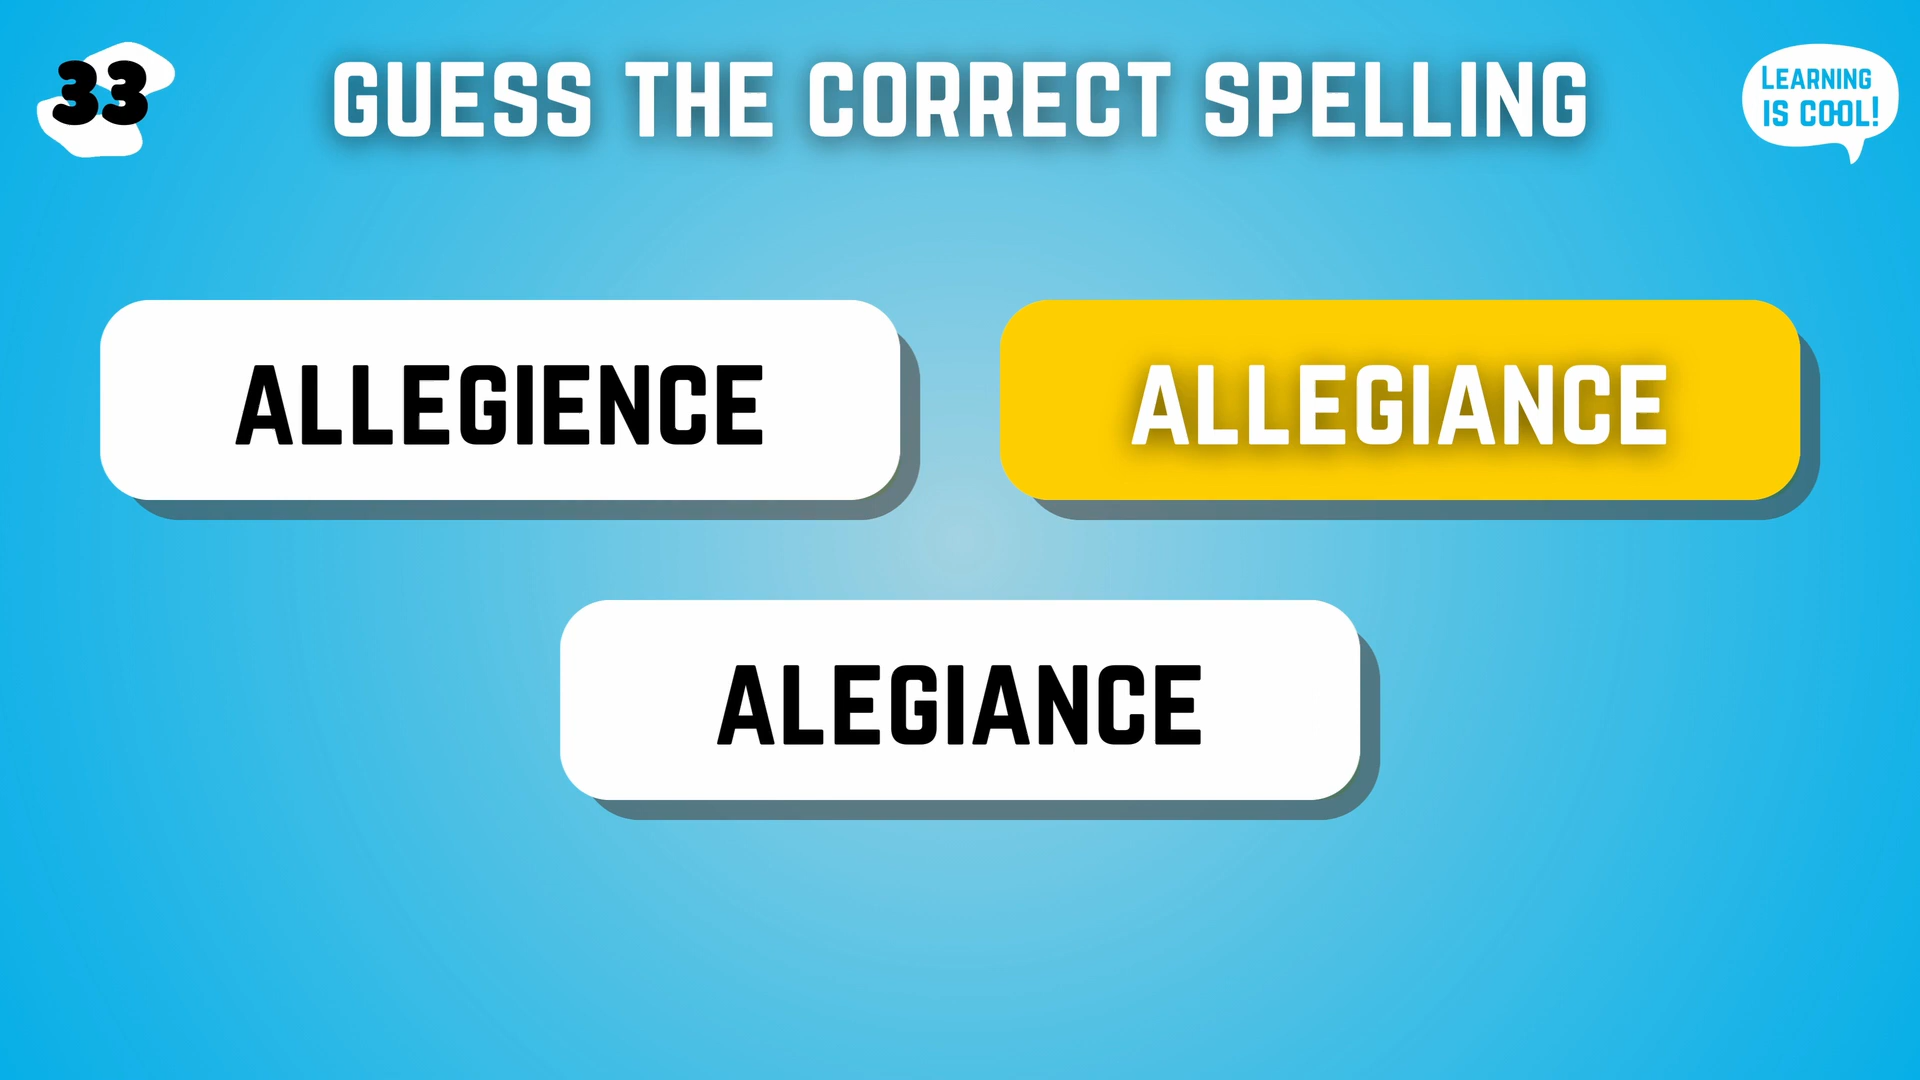 33
GUESS THE CORRECT SPELLING
LEARNING
IS COOL!
ALLEGIENCE
ALLEGIANCE
ALEGIANCE